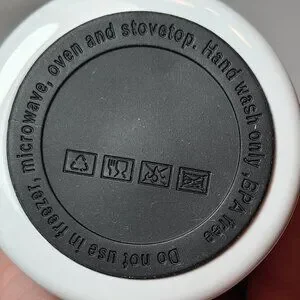 Do not use in freezer, microwave, oven and stovetop. Hand wash only ,BPA free